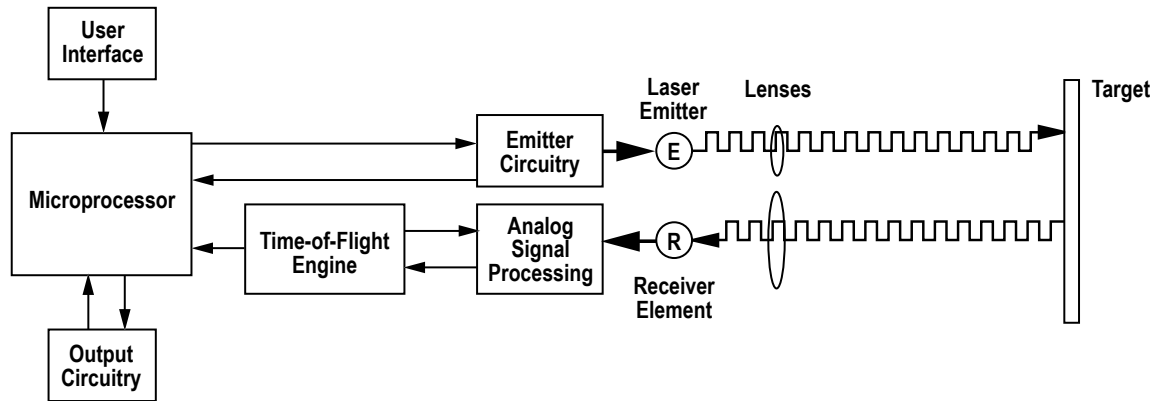 User
Interface
Laser
Emitter
Lenses
Target
Emitter
Circuitry
E
Microprocessor
Time-of-Flight
Engine
Analog
Signal
Processing
R
Receiver
Element
Output
Circuitry